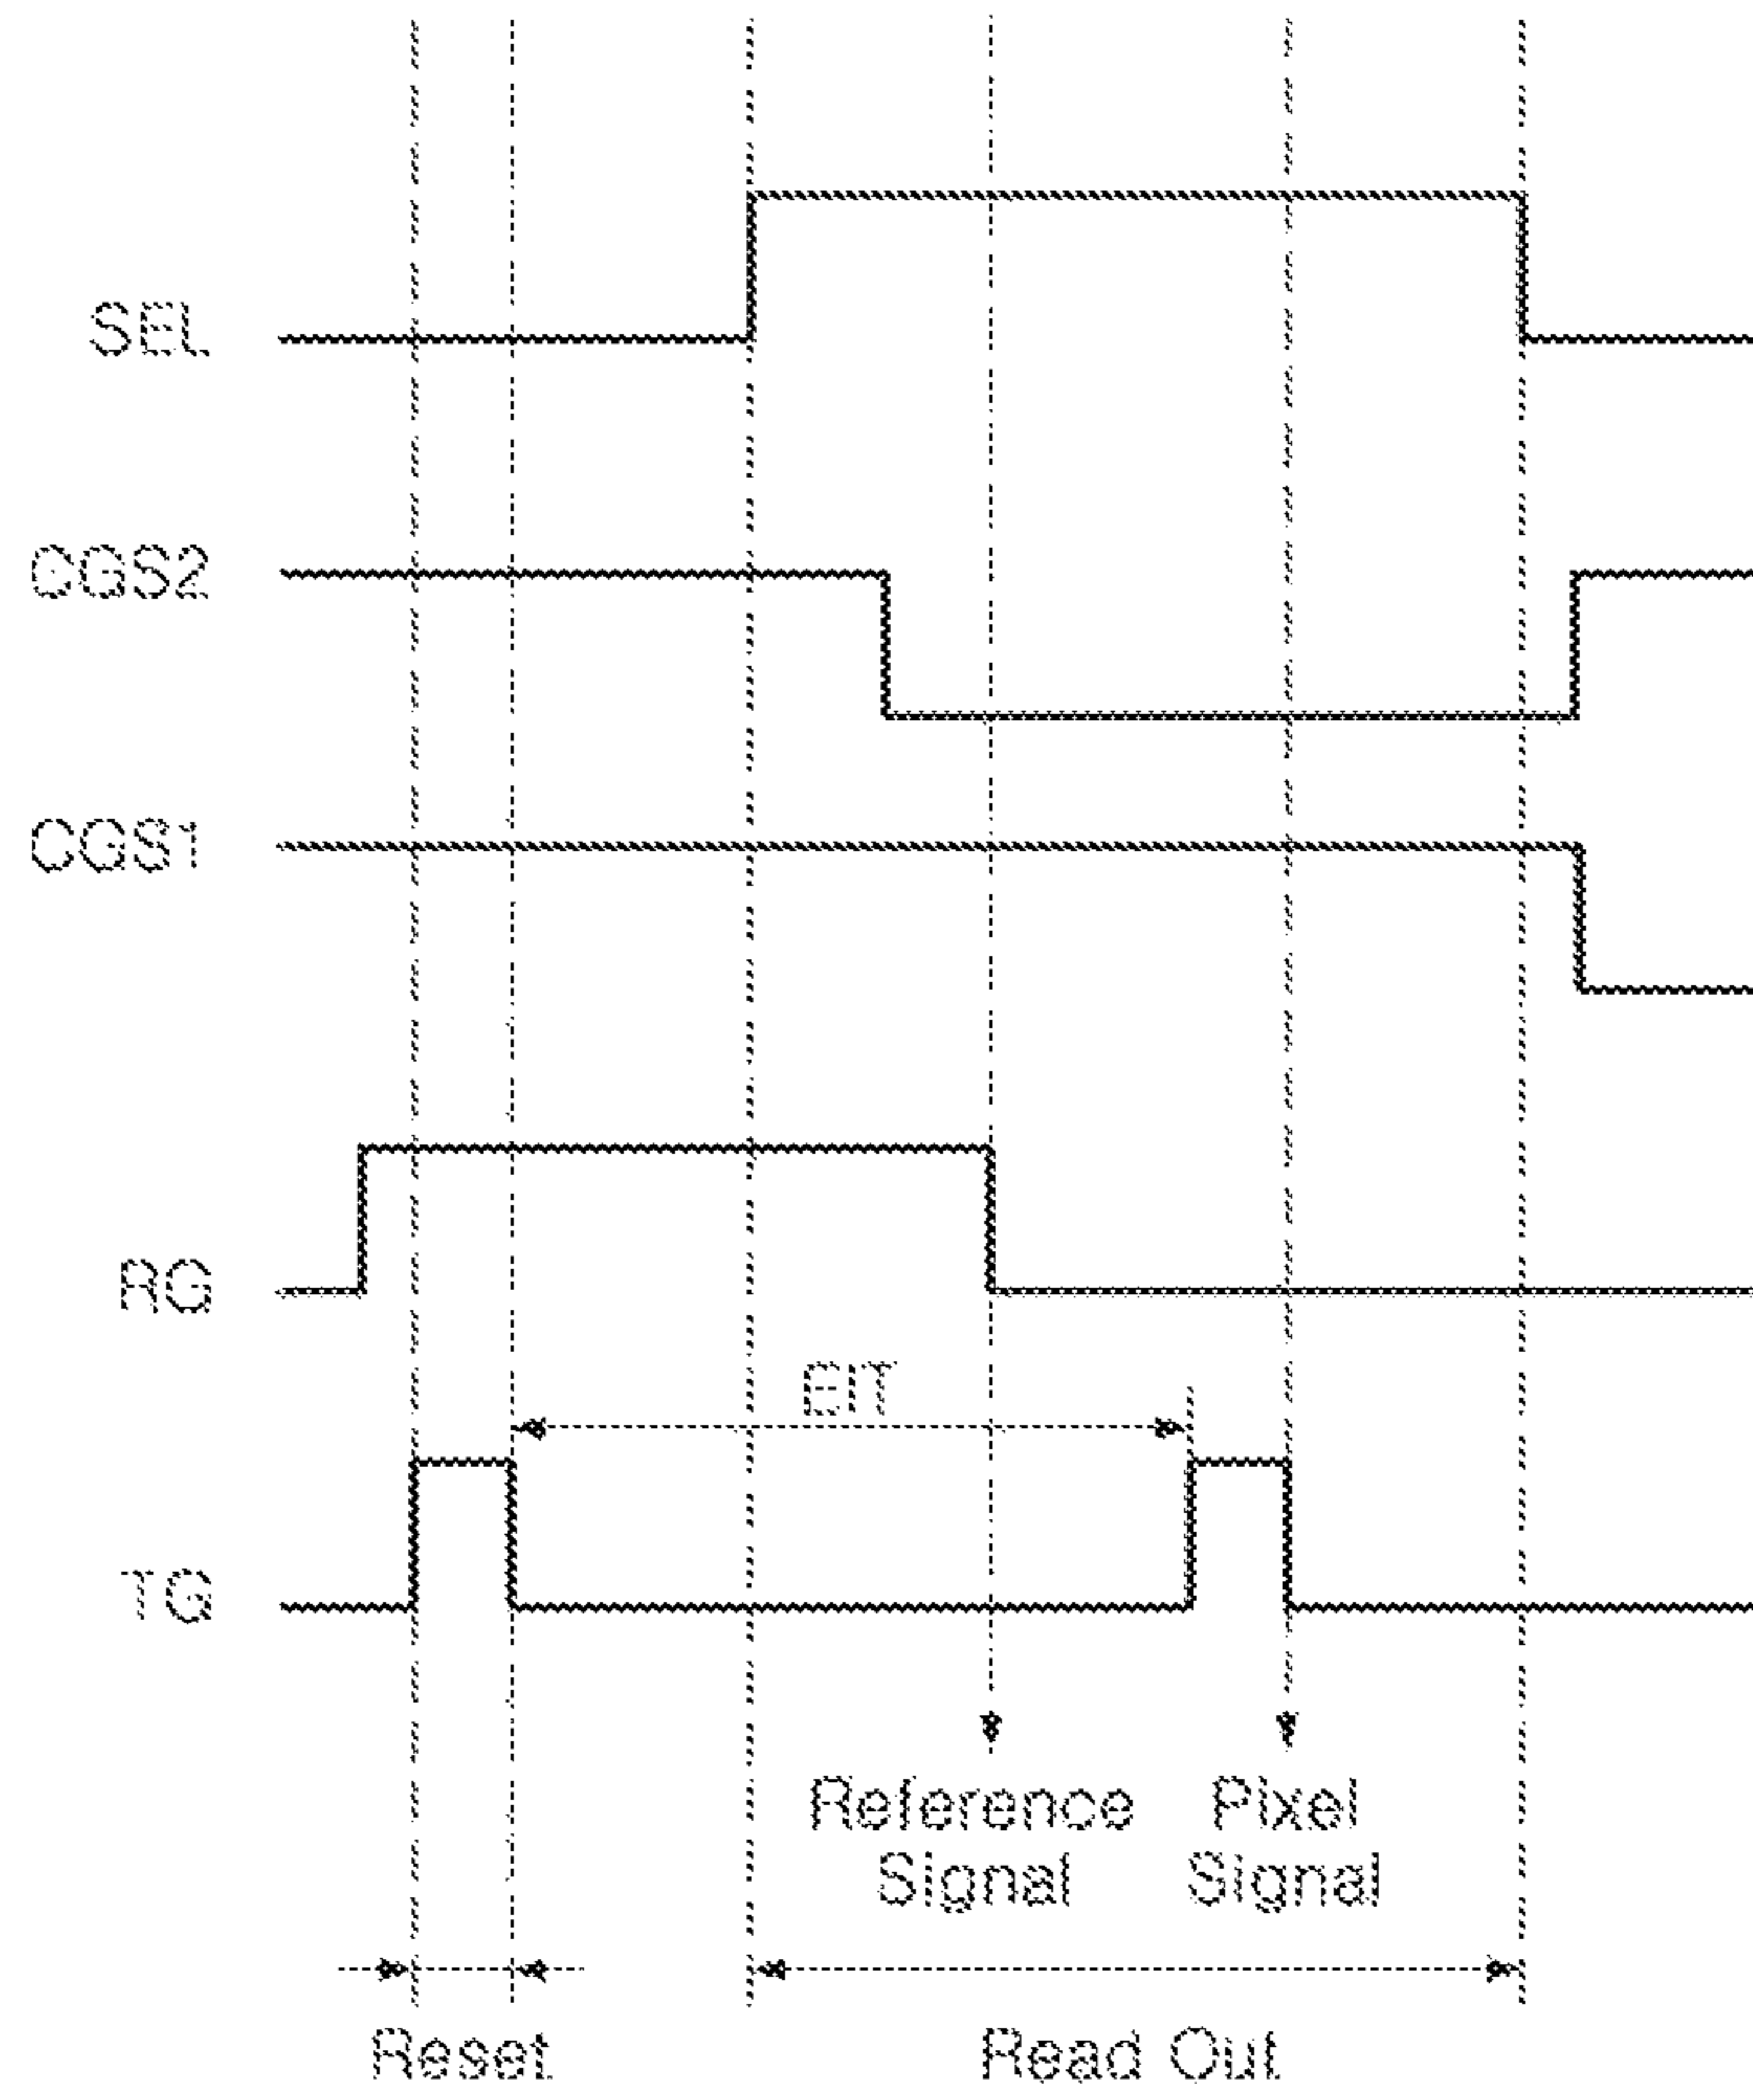 SEL
CGS2
CGS1
RG
EIT
TG
Reference
Signal
Pixel
Signal
Reset
Read Out